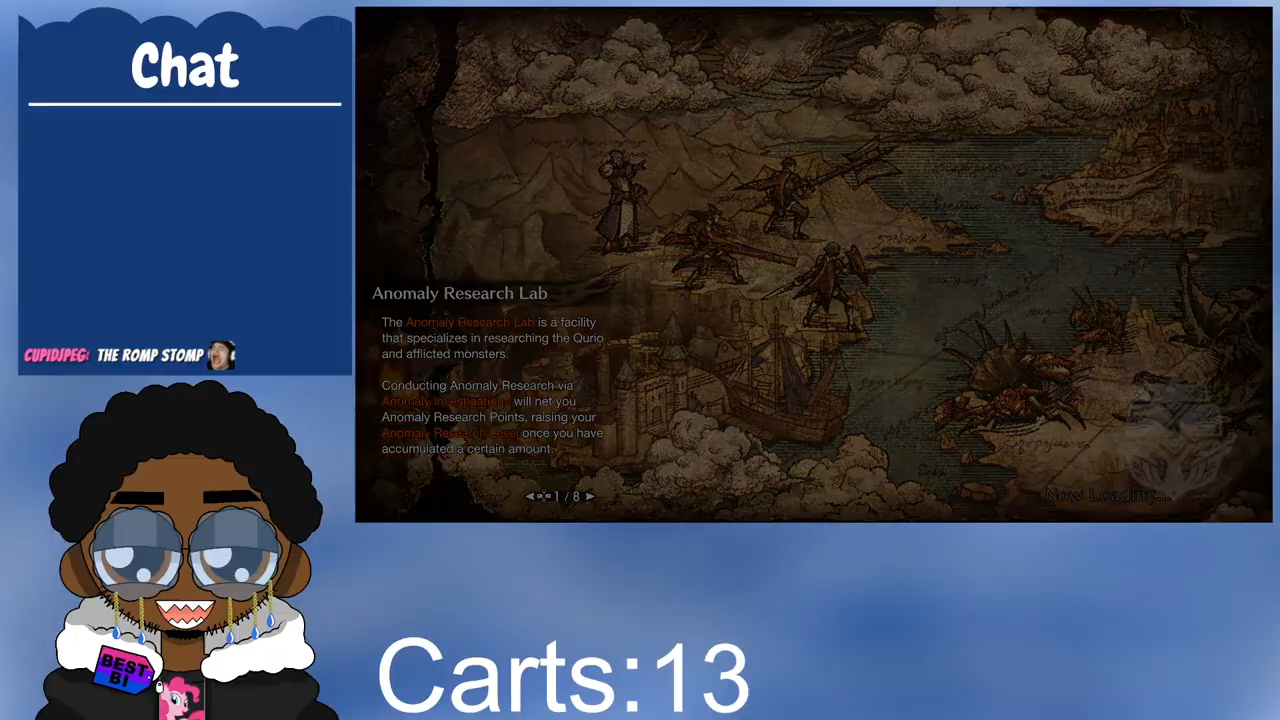 Chat
CUPIDJPEG: THE ROMP STOMP
Anomaly Research Lab
The Anomaly Research Lab is a facility
that specializes in researching the Qurio
and afflicted monsters.
Conducting Anomaly Research via
Anomaly Investigations will net you
Anomaly Research Points, raising your
Anomaly Research Level once you have
accumulated a certain amount.
1 / 8
Now Loading...
BEST
BI
Carts:13